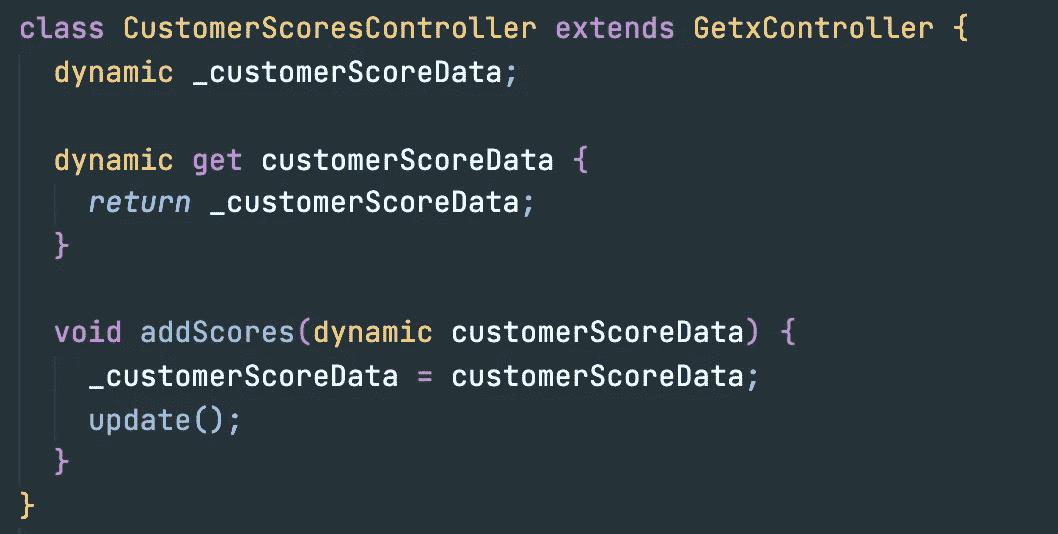 class CustomerScoresController extends GetxController {
dynamic _customerScoreData;
dynamic get customerScoreData {
return _customerScoreData;
}
void addScores(dynamic customerScoreData) {
_customerScoreData = customerScoreData;
update();
}
}